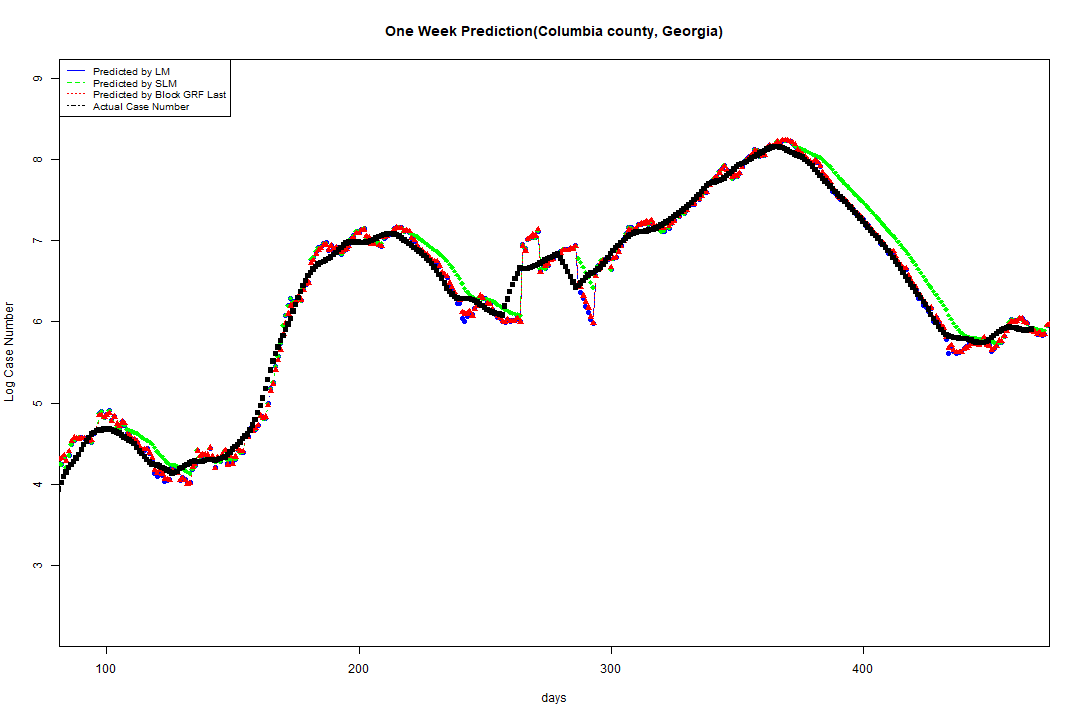 One Week Prediction(Columbia county, Georgia)
Predicted by LM
Predicted by SLM
Predicted by Block GRF Last
Actual Case Number
Log Case Number
9
8
7
6
5
4
3
100 200 300 400
days